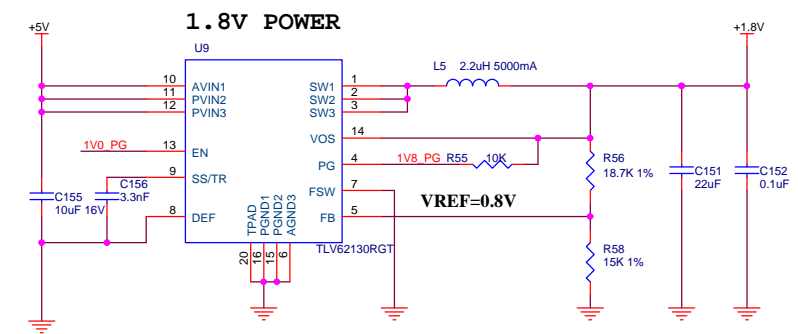 1.8V POWER
+5V
+1.8V
U9
L5 2.2uH 5000mA
10 AVIN1 SW1 1
11 PVIN2 SW2 2
12 PVIN3 SW3 3
VOS 14
1V0_PG 13 EN
PG 4 1V8_PG R55 10K
R56
18.7K 1%
9 SS/TR
C156
3.3nF
FSW 7
C155
10uF 16V
C151
22uF
C152
0.1uF
VREF=0.8V
8 DEF FB 5
TPAD
PGND1
PGND2
AGND3
20
16
15
6
TLV62130RGT
R58
15K 1%